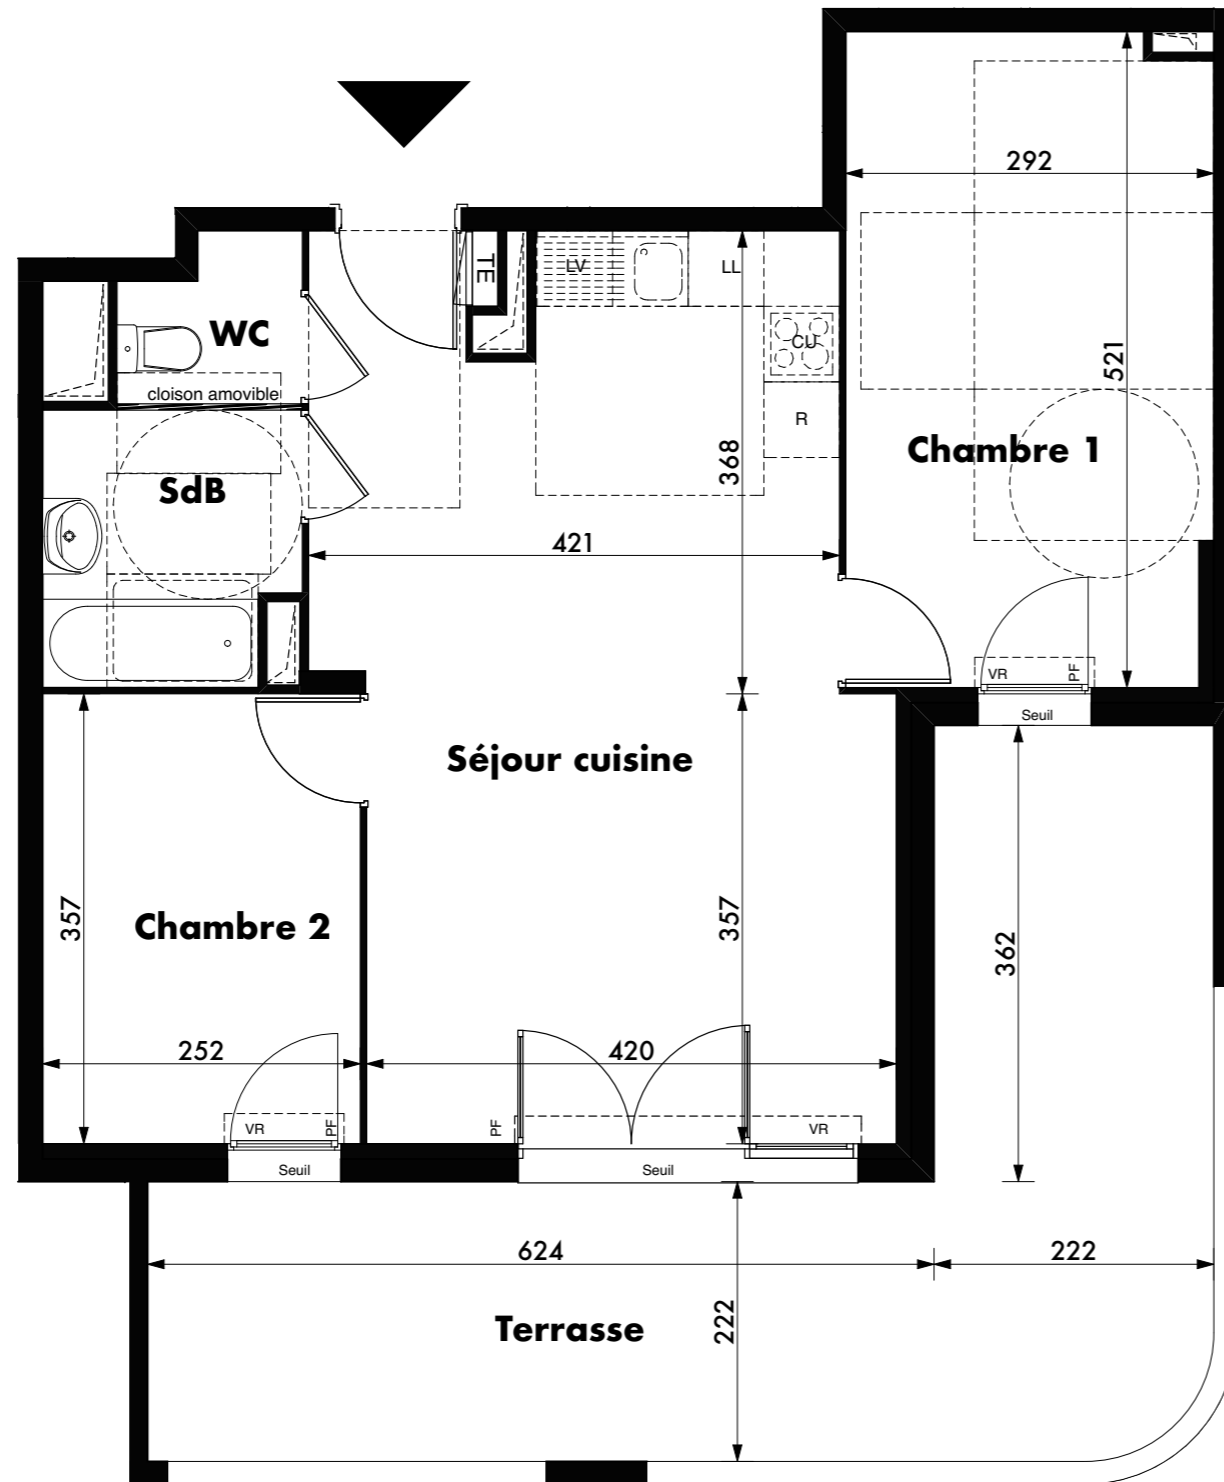 292
TE
LV
LL
WC
CU
521
cloison amovible
R
368
Chambre 1
SdB
421
VR
PF
Seuil
Séjour cuisine
357
Chambre 2
357
362
252
420
VR
PF
PF
VR
Seuil
Seuil
624
222
222
Terrasse